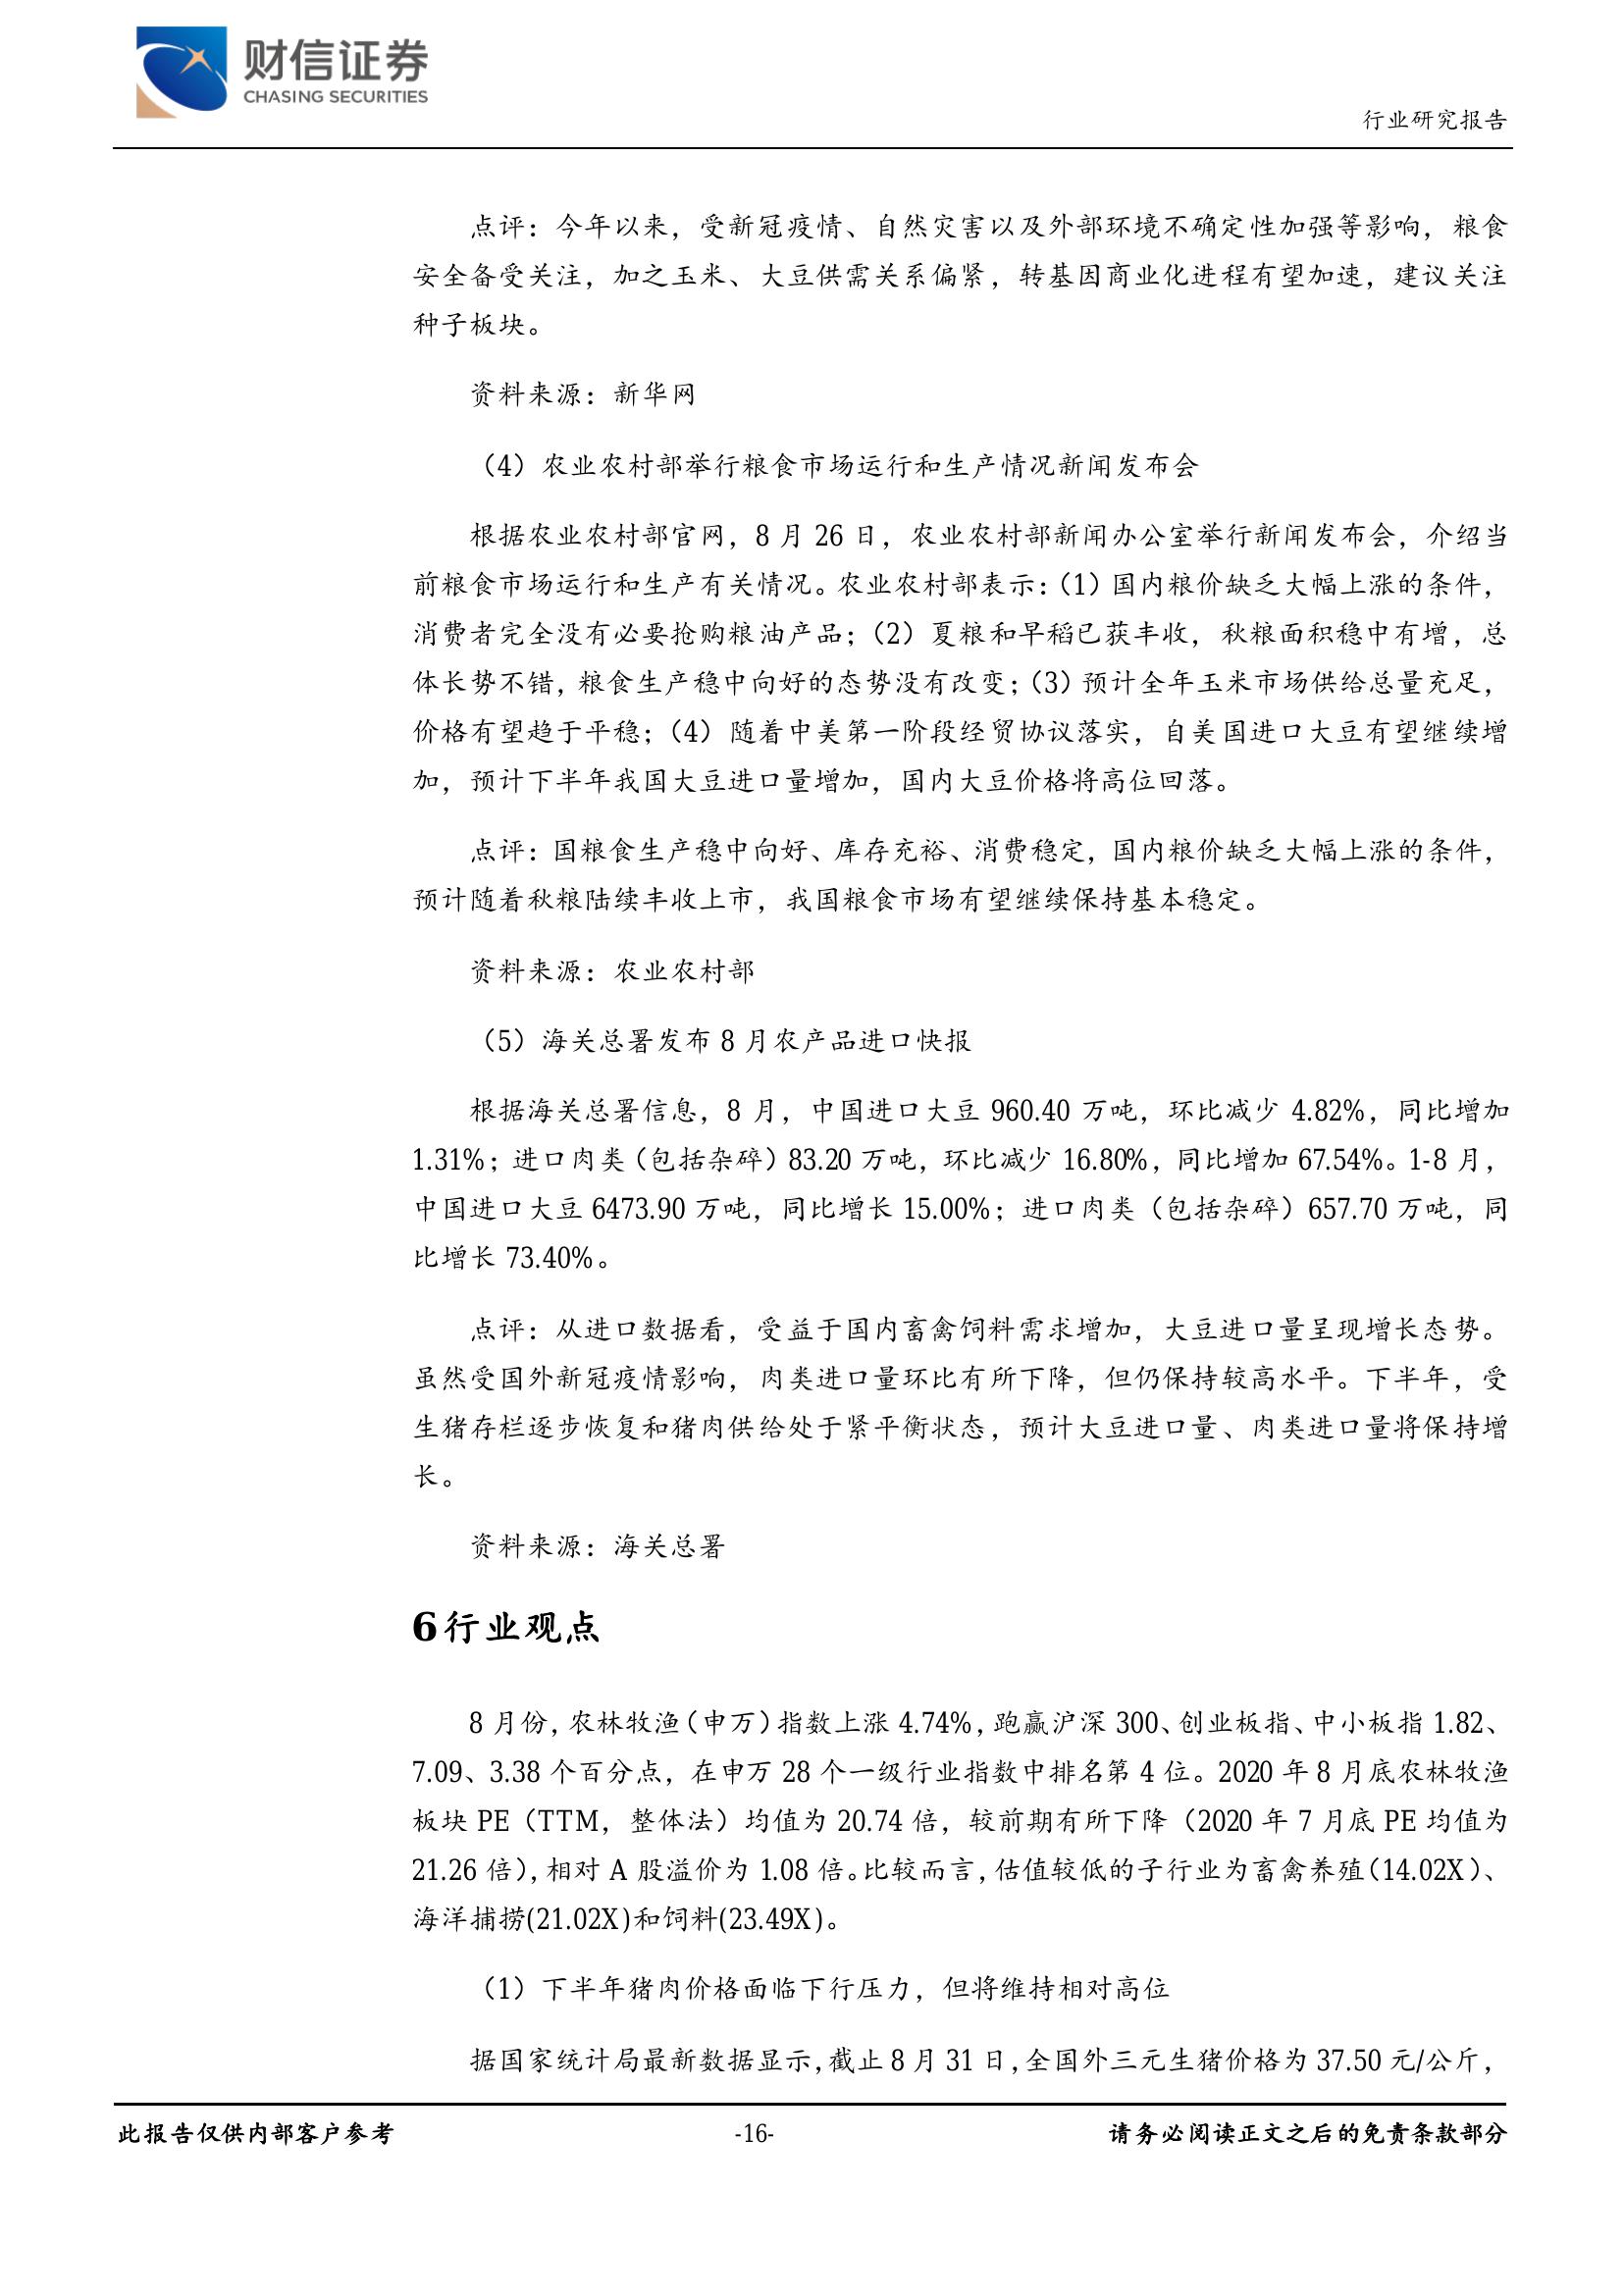 财信证券
CHASING SECURITIES
行业研究报告
点评：今年以来，受新冠疫情、自然灾害以及外部环境不确定性加强等影响，粮食
安全备受关注，加之玉米、大豆供需关系偏紧，转基因商业化进程有望加速，建议关注
种子板块。
资料来源：新华网
（4）农业农村部举行粮食市场运行和生产情况新闻发布会
根据农业农村部官网，8 月 26 日，农业农村部新闻办公室举行新闻发布会，介绍当
前粮食市场运行和生产有关情况。农业农村部表示：（1）国内粮价缺乏大幅上涨的条件，
消费者完全没有必要抢购粮油产品；（2）夏粮和早稻已获丰收，秋粮面积稳中有增，总
体长势不错，粮食生产稳中向好的态势没有改变；（3）预计全年玉米市场供给总量充足，
价格有望趋于平稳；（4）随着中美第一阶段经贸协议落实，自美国进口大豆有望继续增
加，预计下半年我国大豆进口量增加，国内大豆价格将高位回落。
点评：国粮食生产稳中向好、库存充裕、消费稳定，国内粮价缺乏大幅上涨的条件，
预计随着秋粮陆续丰收上市，我国粮食市场有望继续保持基本稳定。
资料来源：农业农村部
（5）海关总署发布 8 月农产品进口快报
根据海关总署信息，8 月，中国进口大豆 960.40 万吨，环比减少 4.82%，同比增加
1.31%；进口肉类（包括杂碎）83.20 万吨，环比减少 16.80%，同比增加 67.54%。1-8 月，
中国进口大豆 6473.90 万吨，同比增长 15.00%；进口肉类（包括杂碎）657.70 万吨，同
比增长 73.40%。
点评：从进口数据看，受益于国内畜禽饲料需求增加，大豆进口量呈现增长态势。
虽然受国外新冠疫情影响，肉类进口量环比有所下降，但仍保持较高水平。下半年，受
生猪存栏逐步恢复和猪肉供给处于紧平衡状态，预计大豆进口量、肉类进口量将保持增
长。
资料来源：海关总署
6 行业观点
8 月份，农林牧渔（申万）指数上涨 4.74%，跑赢沪深 300、创业板指、中小板指 1.82、
7.09、3.38 个百分点，在申万 28 个一级行业指数中排名第 4 位。2020 年 8 月底农林牧渔
板块 PE（TTM，整体法）均值为 20.74 倍，较前期有所下降（2020 年 7 月底 PE 均值为
21.26 倍），相对 A 股溢价为 1.08 倍。比较而言，估值较低的子行业为畜禽养殖（14.02X）、
海洋捕捞(21.02X)和饲料(23.49X)。
（1）下半年猪肉价格面临下行压力，但将维持相对高位
据国家统计局最新数据显示，截止 8 月 31 日，全国外三元生猪价格为 37.50 元/公斤，
此报告仅供内部客户参考
-16-
请务必阅读正文之后的免责条款部分